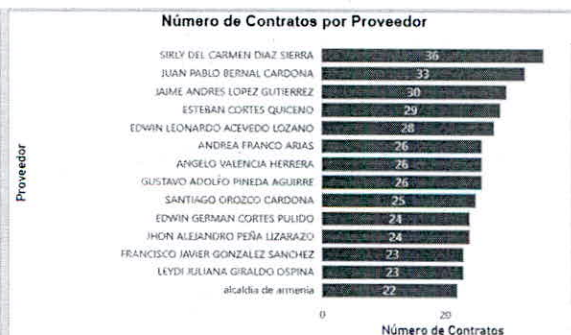 Número de Contratos por Proveedor
SIRLY DEL CARMEN DIAZ SIERRA 36
JUAN PABLO BERNAL CARDONA 33
JAIME ANDRES LOPEZ GUTIERREZ 30
ESTEBAN CORTES QUICENO 29
EDWIN LEONARDO ACEVEDO LOZANO 28
ANDREA FRANCO ARIAS 26
ANGELO VALENCIA HERRERA 26
GUSTAVO ADOLFO PINEDA AGUIRRE 26
SANTIAGO OROZCO CARDONA 25
EDWIN GERMAN CORTES PULIDO 24
JHON ALEJANDRO PEÑA LIZARAZO 24
FRANCISCO JAVIER GONZALEZ SANCHEZ 23
LEYDI JULIANA GIRALDO OSPINA 23
alcaldia de armenia 22
Proveedor
0 20
Número de Contratos